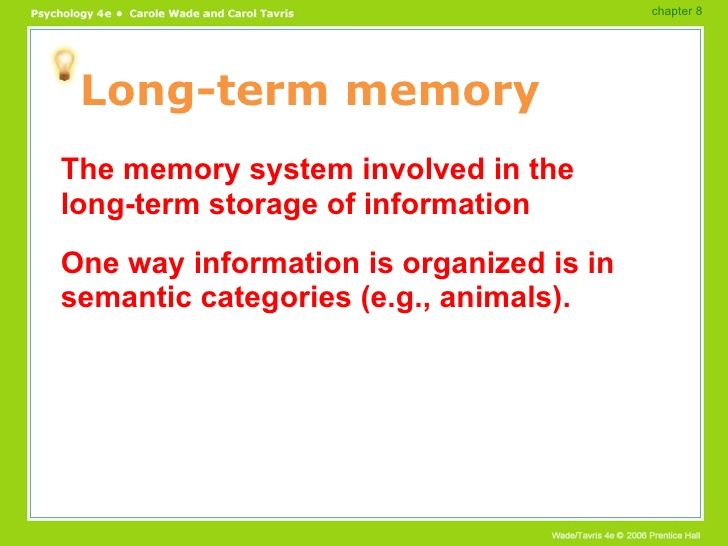 Psychology 4e ● Carole Wade and Carol Tavris
chapter 8
Long-term memory
The memory system involved in the
long-term storage of information
One way information is organized is in
semantic categories (e.g., animals).
Wade/Tavris 4e © 2006 Prentice Hall